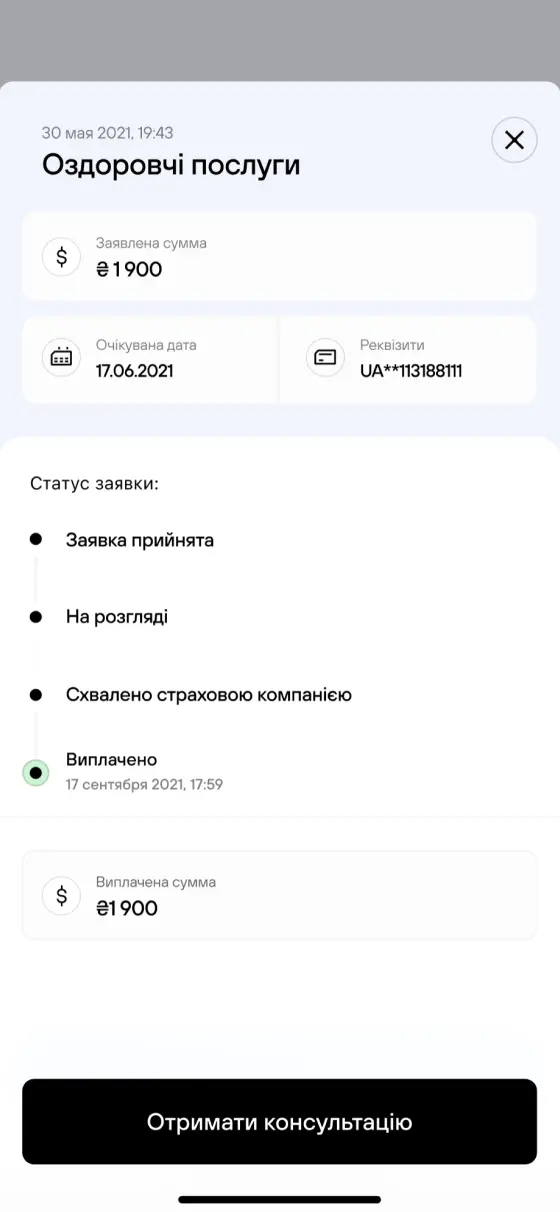 30 мая 2021, 19:43
Оздоровчі послуги
Заявлена сумма
₴ 1 900
Очікувана дата
17.06.2021
Реквізити
UA**113188111
Статус заявки:
Заявка прийнята
На розгляді
Схвалено страховою компанією
Виплачено
17 сентября 2021, 17:59
Виплачена сумма
₴1 900
Отримати консультацію